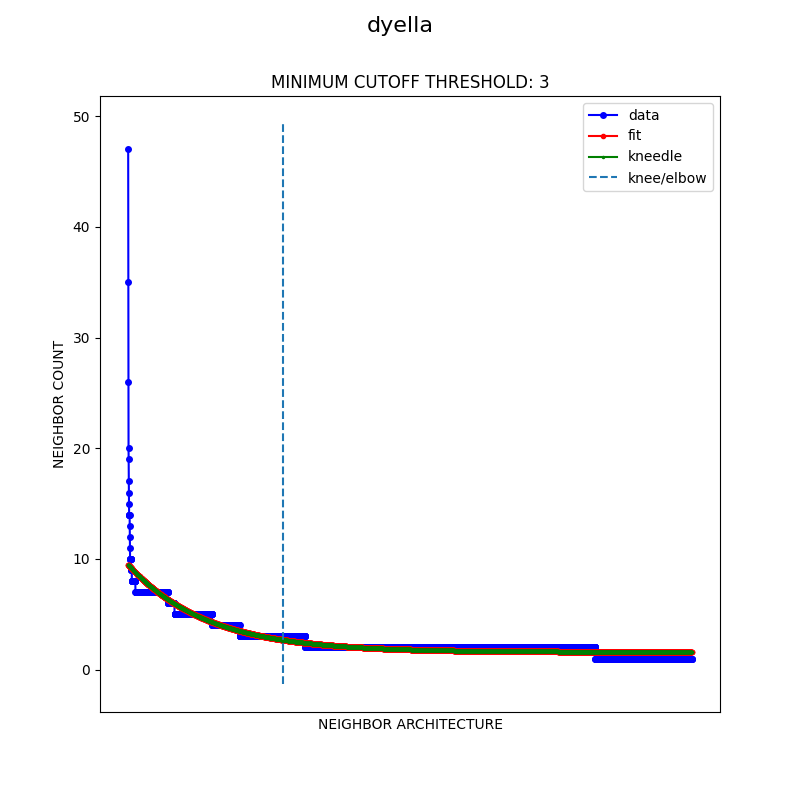 dyella
MINIMUM CUTOFF THRESHOLD: 3
data
fit
kneedle
knee/elbow
50
40
30
20
10
0
NEIGHBOR COUNT
NEIGHBOR ARCHITECTURE